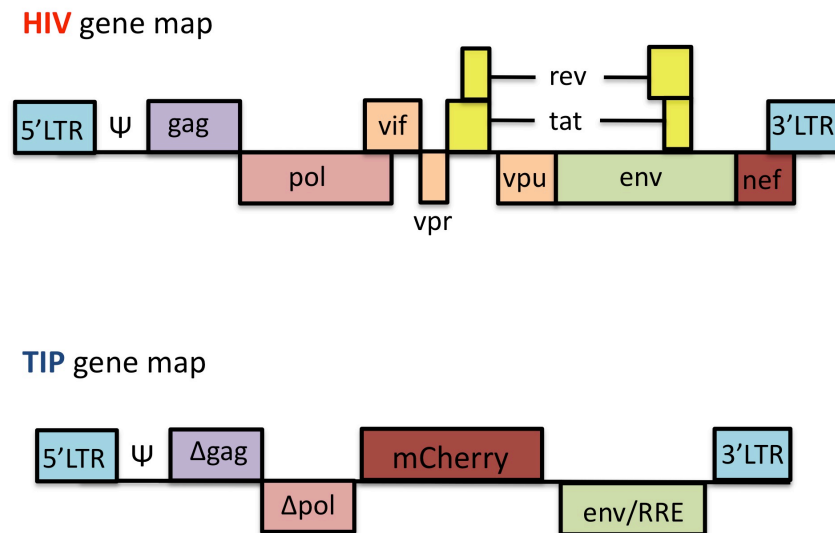 HIV gene map
rev
5'LTR Ψ gag vif tat 3'LTR
pol vpu env nef
vpr
TIP gene map
5'LTR Ψ Δgag mCherry 3'LTR
Δpol env/RRE